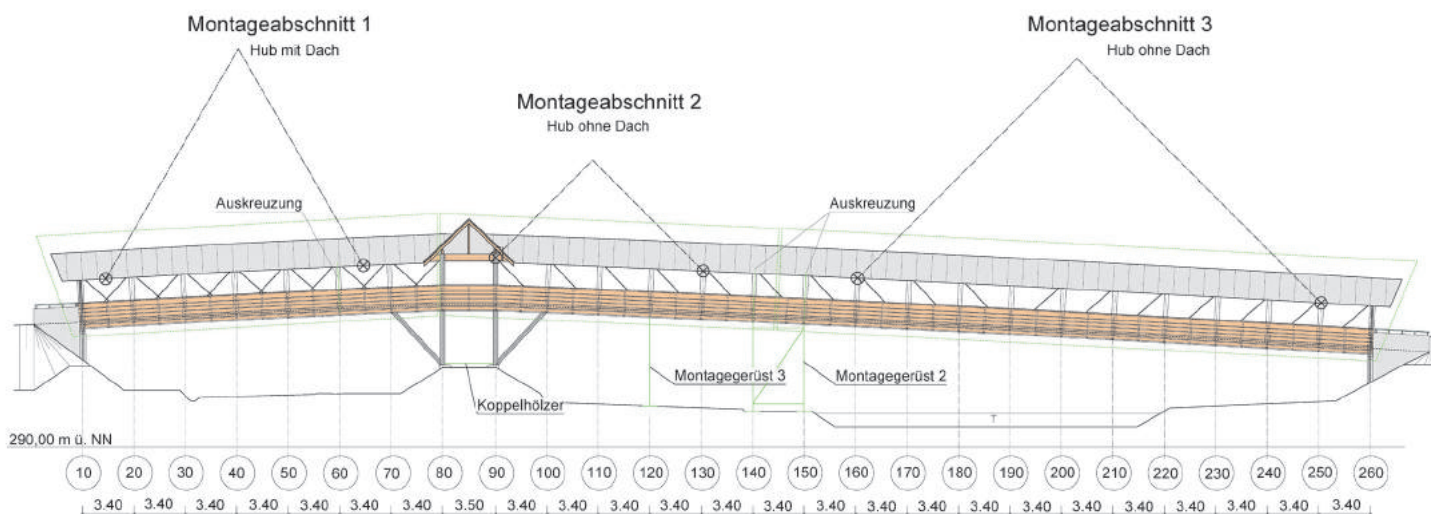 Montageabschnitt 1
Hub mit Dach
Montageabschnitt 3
Hub ohne Dach
Montageabschnitt 2
Hub ohne Dach
Auskreuzung
Auskreuzung
Montagegerüst 3
Montagegerüst 2
Koppelhölzer
T
290,00 m ü. NN
10 20 30 40 50 60 70 80 90 100 110 120 130 140 150 160 170 180 190 200 210 220 230 240 250 260
3.40 3.40 3.40 3.40 3.40 3.40 3.40 3.50 3.40 3.40 3.40 3.40 3.40 3.40 3.40 3.40 3.40 3.40 3.40 3.40 3.40 3.40 3.40 3.40 3.40